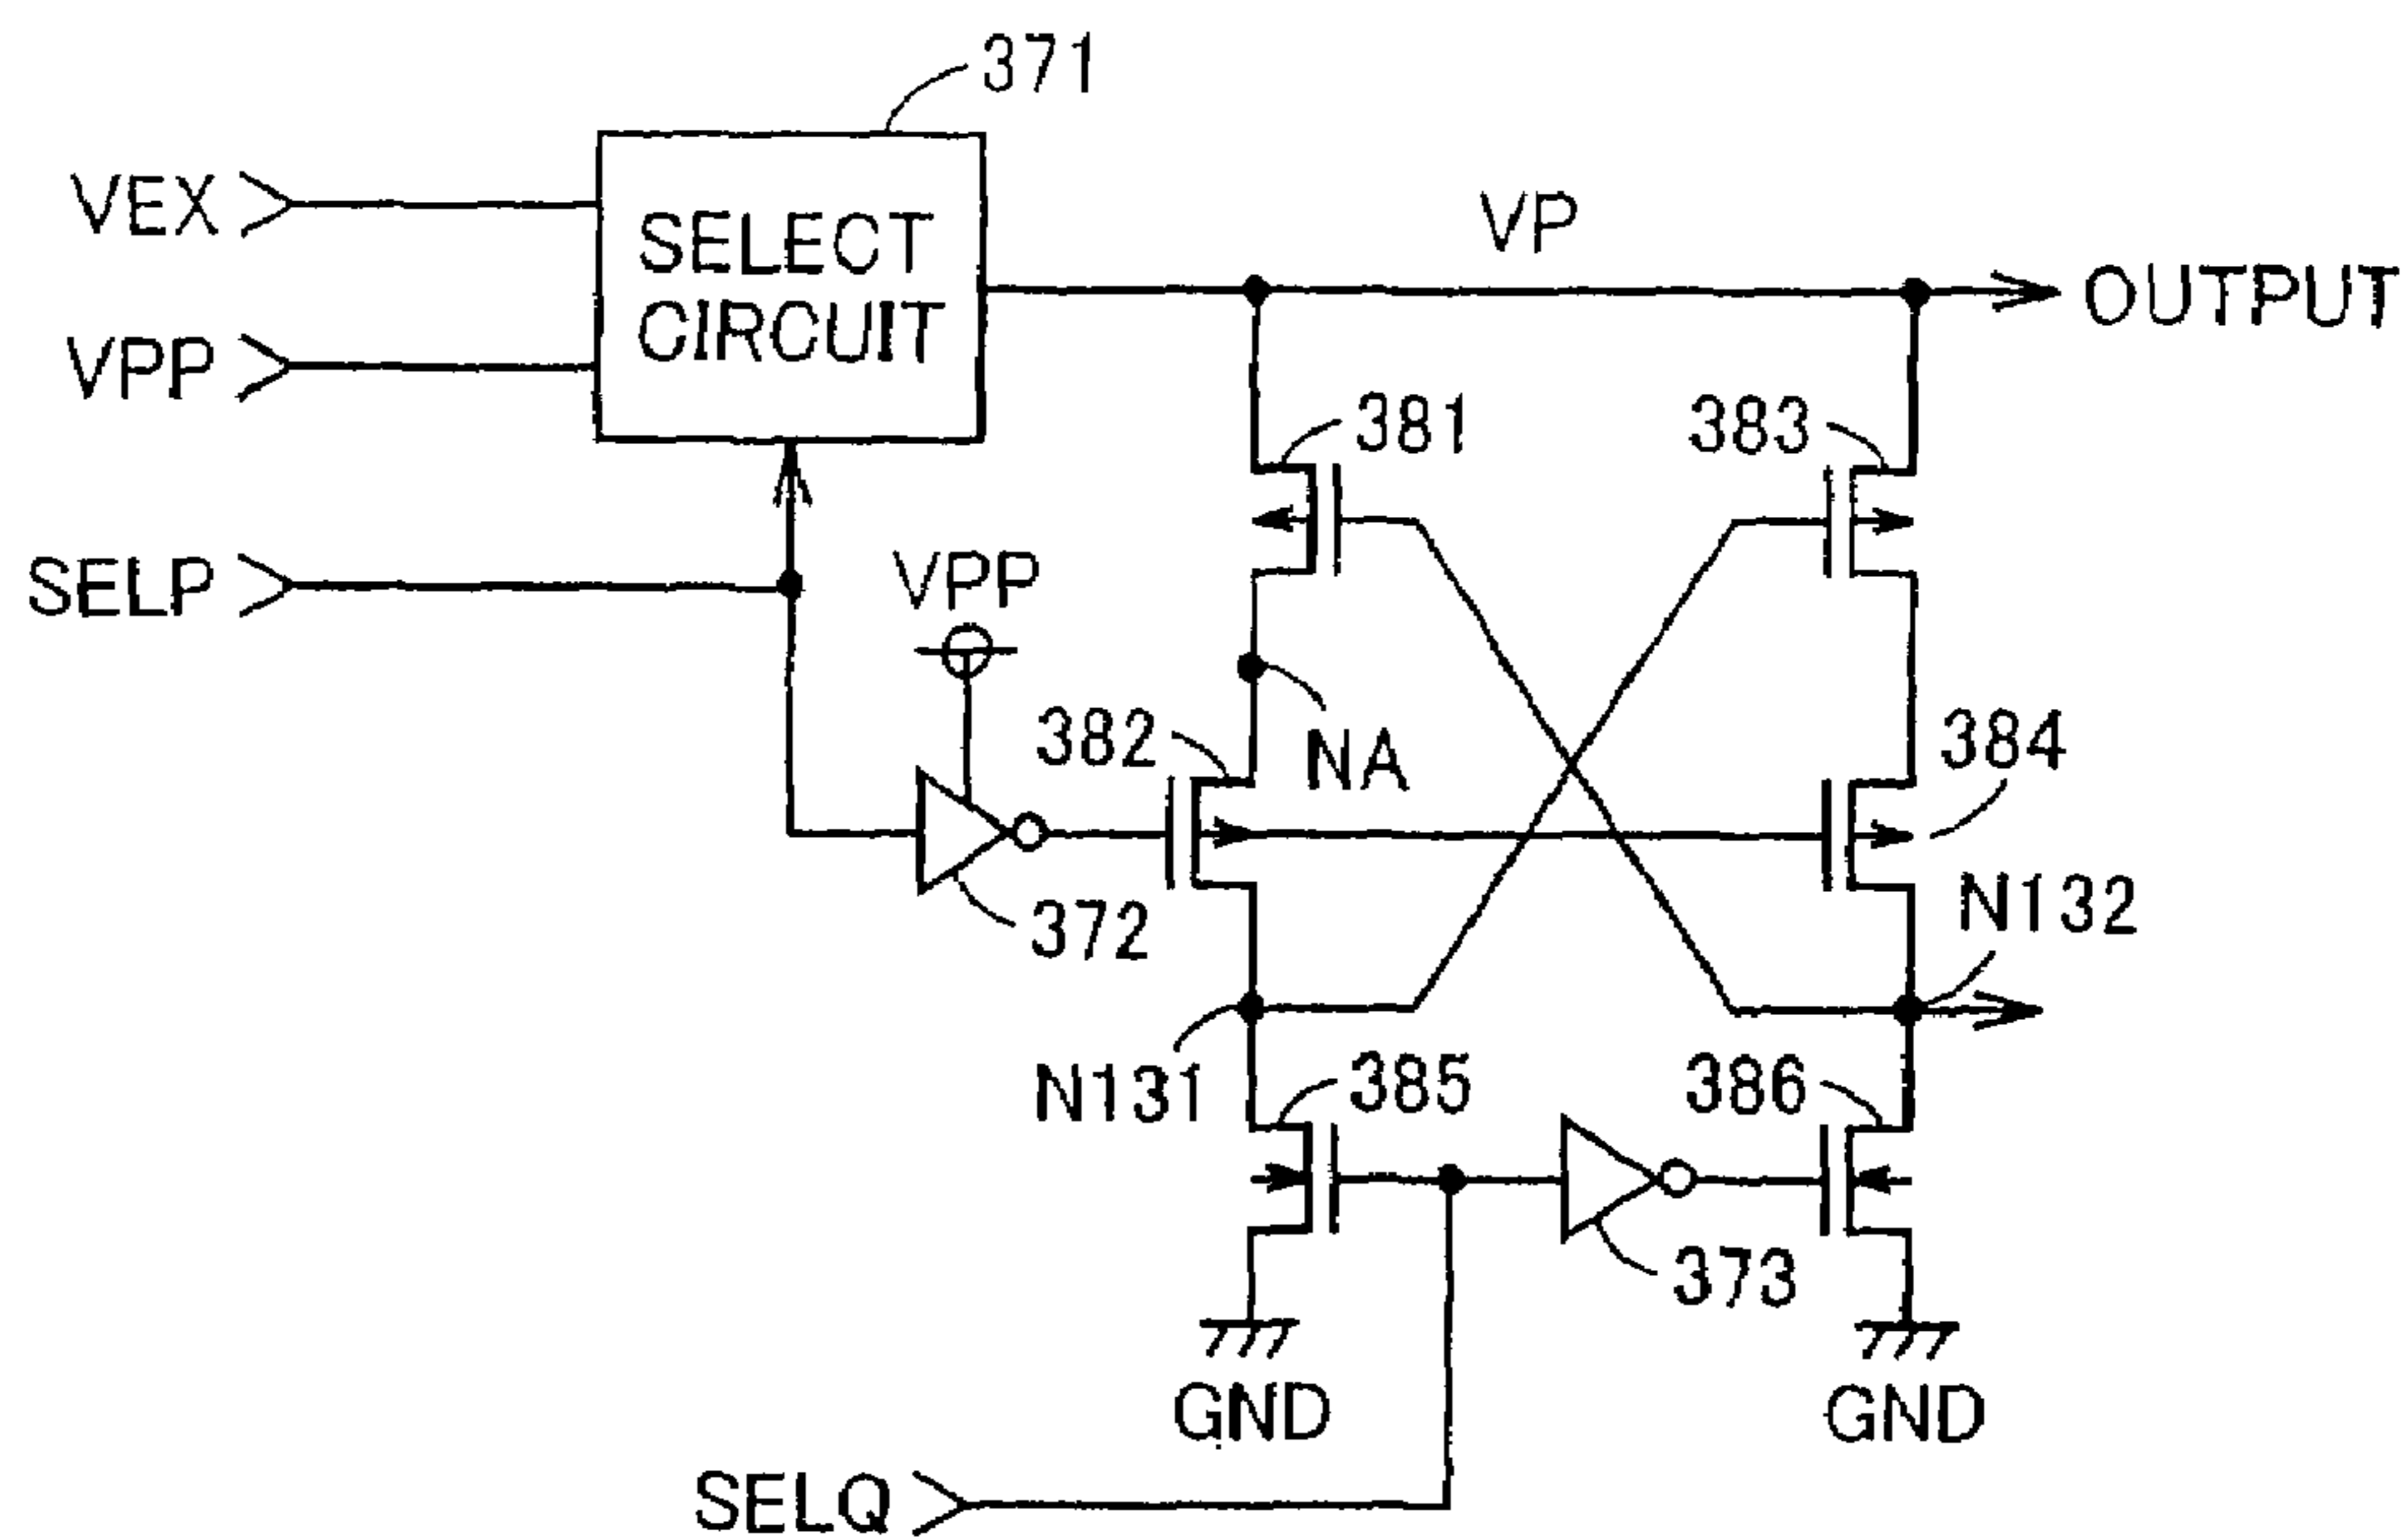 371
VEX
SELECT
CIRCUIT
VP
OUTPUT
VPP
381
383
SELP
VPP
382
NA
384
372
N132
N131
385
386
373
GND
GND
SELQ